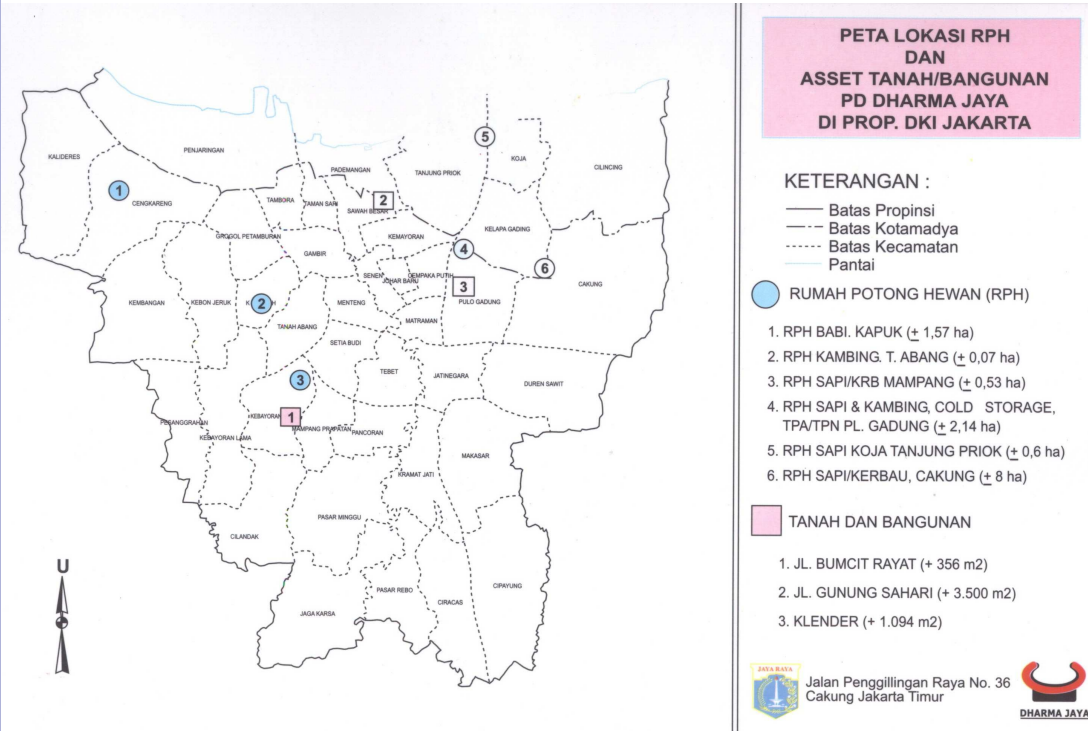 PETA LOKASI RPH
DAN
ASSET TANAH/BANGUNAN
PD DHARMA JAYA
DI PROP. DKI JAKARTA
KETERANGAN :
Batas Propinsi
Batas Kotamadya
Batas Kecamatan
Pantai
RUMAH POTONG HEWAN (RPH)
1. RPH BABI. KAPUK (± 1,57 ha)
2. RPH KAMBING. T. ABANG (± 0,07 ha)
3. RPH SAPI/KRB MAMPANG (± 0,53 ha)
4. RPH SAPI & KAMBING, COLD STORAGE,
TPA/TPN PL. GADUNG (± 2,14 ha)
5. RPH SAPI KOJA TANJUNG PRIOK (± 0,6 ha)
6. RPH SAPI/KERBAU, CAKUNG (± 8 ha)
TANAH DAN BANGUNAN
1. JL. BUMCIT RAYAT (+ 356 m2)
2. JL. GUNUNG SAHARI (+ 3.500 m2)
3. KLENDER (+ 1.094 m2)
JAYA RAYA
Jalan Penggillingan Raya No. 36
Cakung Jakarta Timur
DHARMA JAYA
KALIDERES
PENJARINGAN
1
CENGKARENG
PADEMANGAN
TANJUNG PRIOK
5
KOJA
CILINCING
TAMBORA
TAMAN SARI
SAWAH BESAR
2
GROGOL PETAMBURAN
GAMBIR
KEMAYORAN
KELAPA GADING
4
6
SENEN
JOHAR BARU
CEMPAKA PUTIH
3
PULO GADUNG
CAKUNG
KEMBANGAN
KEBON JERUK
2
TANAH ABANG
MENTENG
MATRAMAN
SETIA BUDI
3
TEBET
JATINEGARA
DUREN SAWIT
PESANGGRAHAN
KEBAYORAN
1
MAMPANG PRAPATAN
PANCORAN
KEBAYORAN LAMA
MAKASAR
KRAMAT JATI
PASAR MINGGU
CILANDAK
U
PASAR REBO
CIRACAS
CIPAYUNG
JAGA KARSA